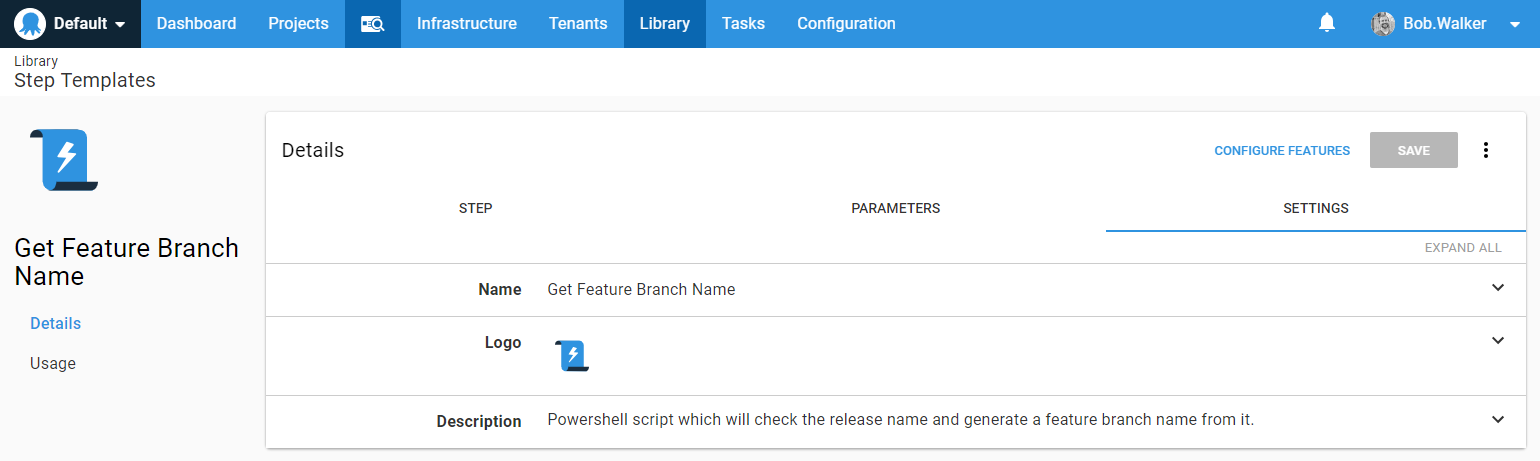 Default Dashboard Projects Infrastructure Tenants Library Tasks Configuration Bob.Walker
Library
Step Templates
Details CONFIGURE FEATURES SAVE
STEP PARAMETERS SETTINGS
EXPAND ALL
Get Feature Branch
Name
Details
Usage
Name Get Feature Branch Name
Logo
Description Powershell script which will check the release name and generate a feature branch name from it.